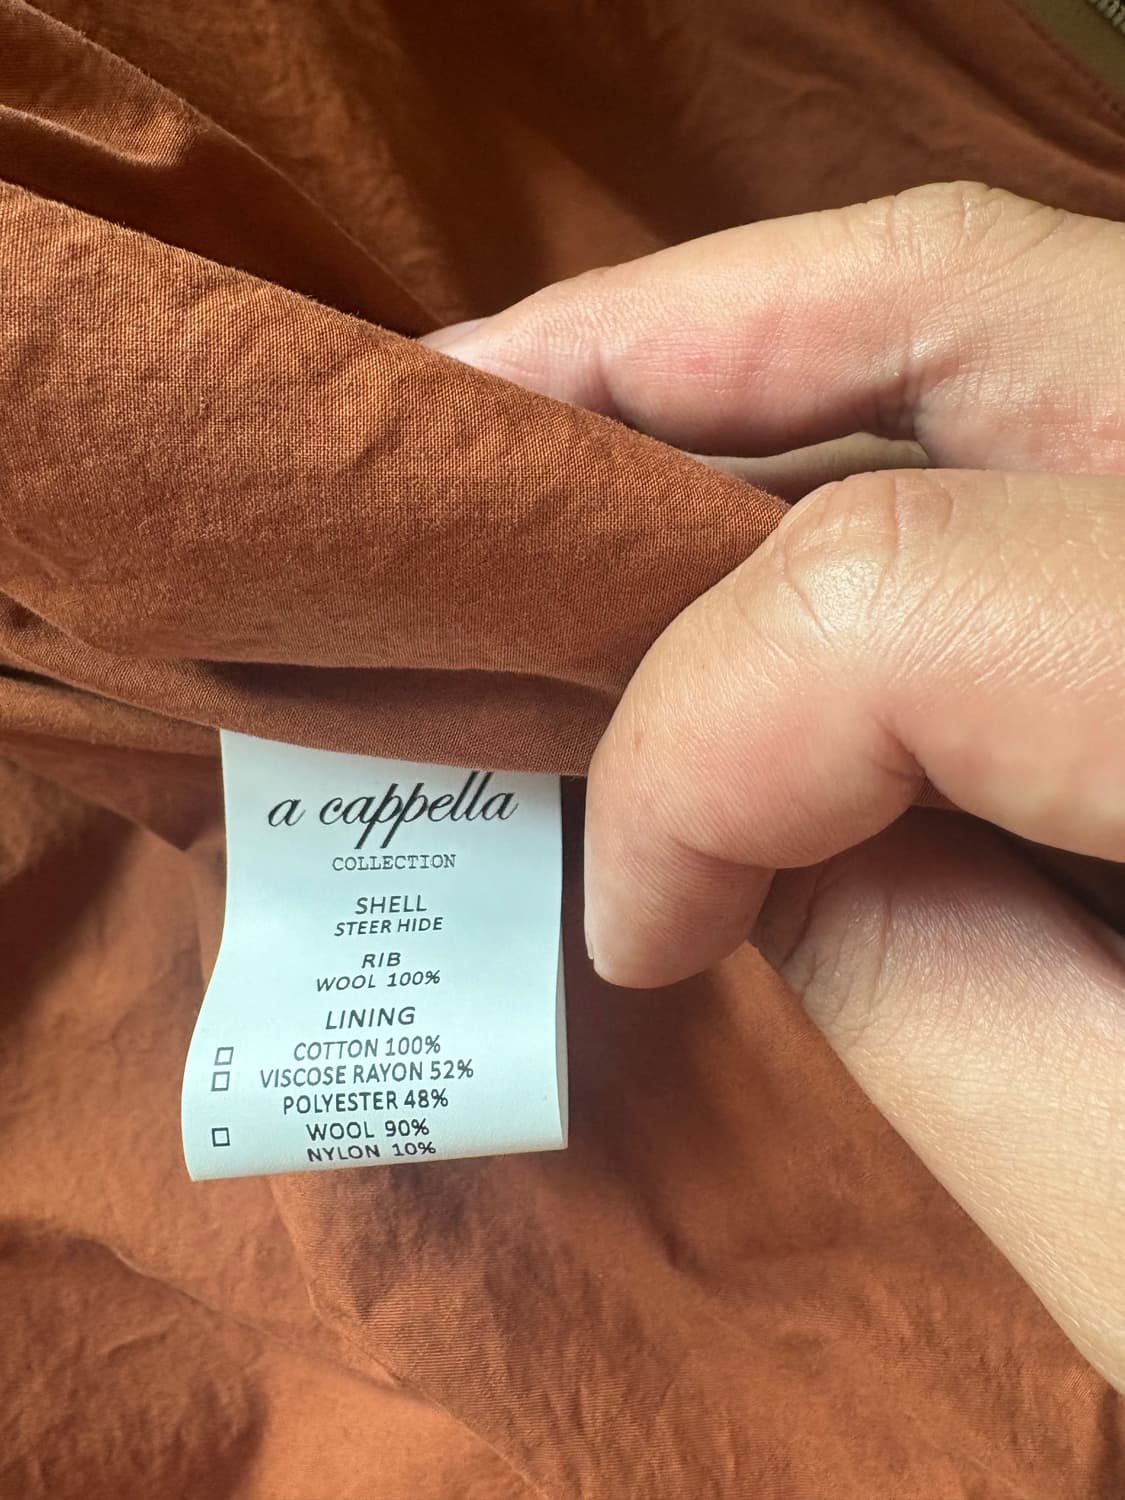 a cappella
COLLECTION
SHELL
STEER HIDE
RIB
WOOL 100%
LINING
□ COTTON 100%
□ VISCOSE RAYON 52%
POLYESTER 48%
□ WOOL 90%
NYLON 10%